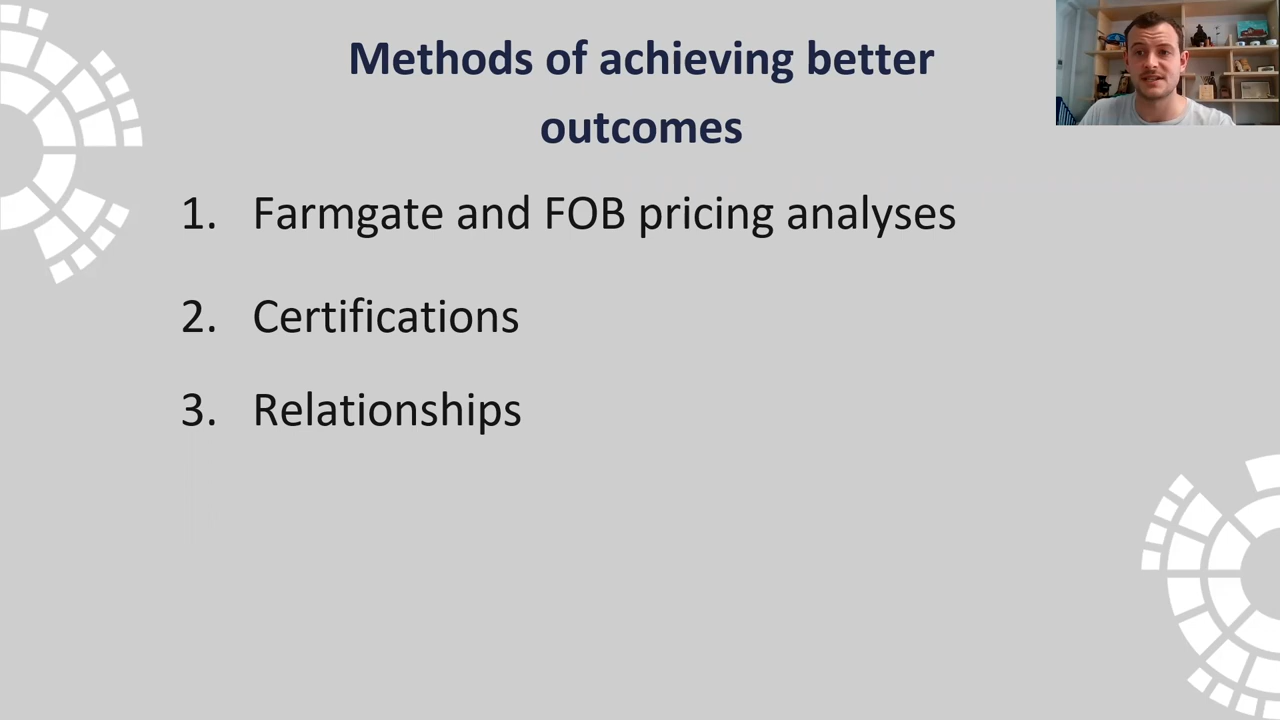 Methods of achieving better
outcomes
1. Farmgate and FOB pricing analyses
2. Certifications
3. Relationships